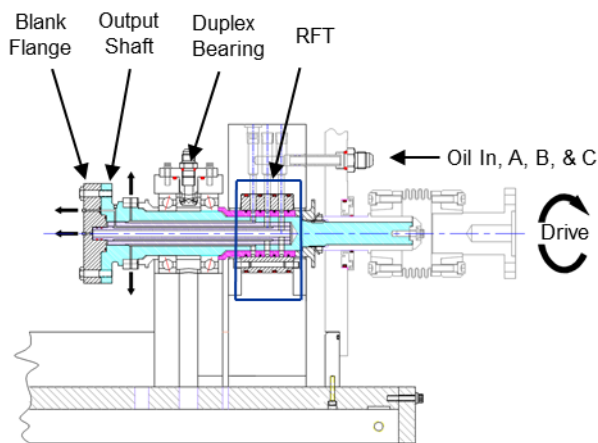 Blank
Flange
Output
Shaft
Duplex
Bearing
RFT
Oil In, A, B, & C
Drive